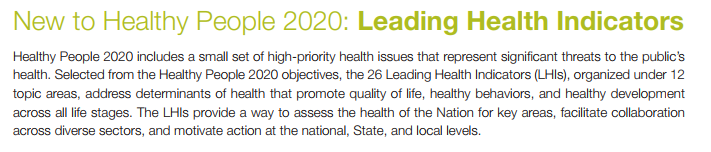 New to Healthy People 2020: Leading Health Indicators
Healthy People 2020 includes a small set of high-priority health issues that represent significant threats to the public's
health. Selected from the Healthy People 2020 objectives, the 26 Leading Health Indicators (LHIs), organized under 12
topic areas, address determinants of health that promote quality of life, healthy behaviors, and healthy development
across all life stages. The LHIs provide a way to assess the health of the Nation for key areas, facilitate collaboration
across diverse sectors, and motivate action at the national, State, and local levels.